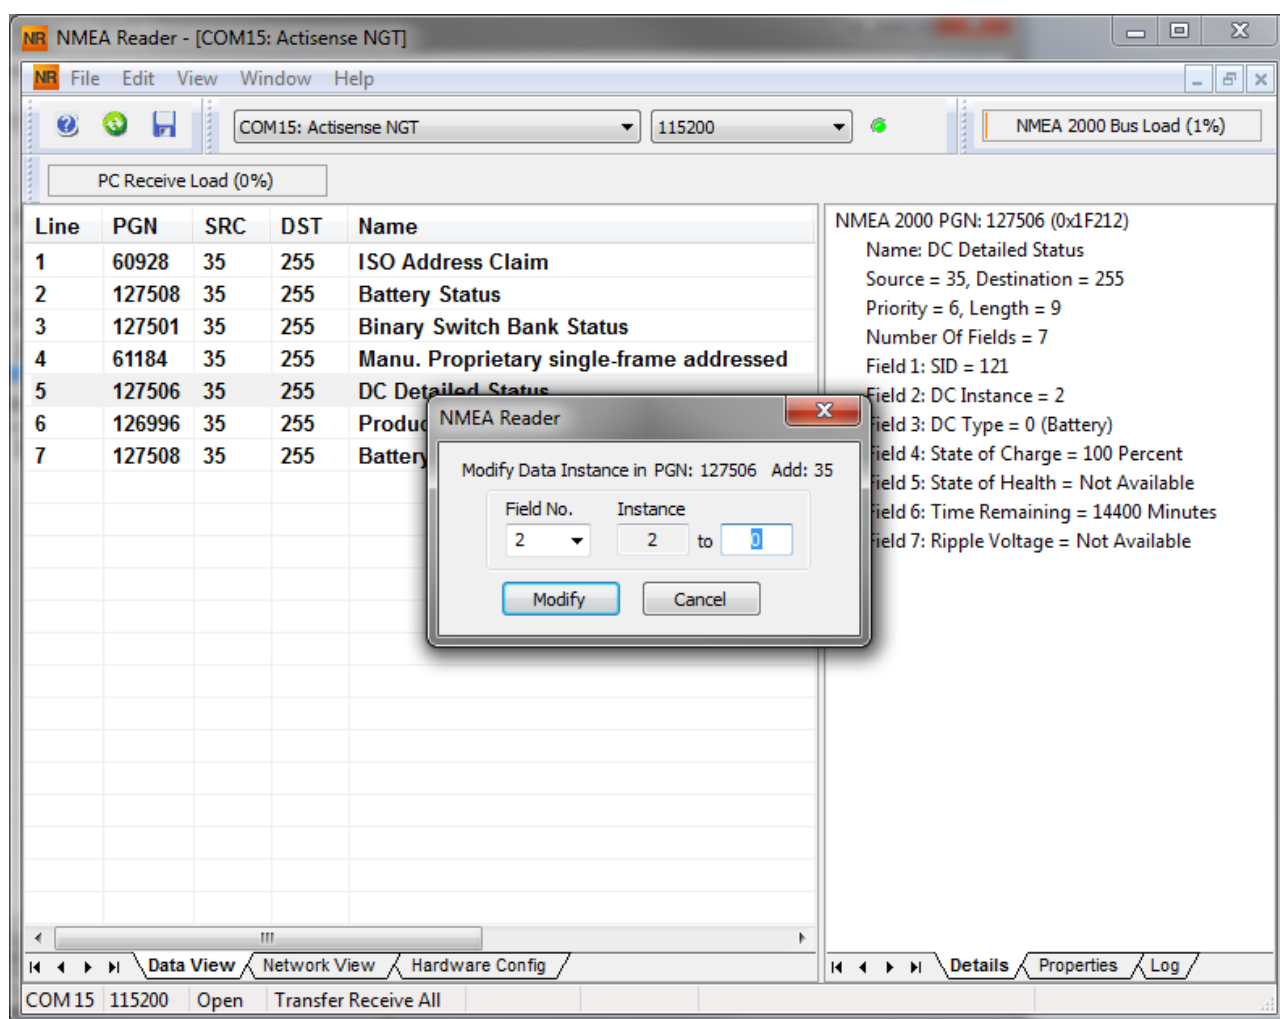 NR NMEA Reader - [COM15: Actisense NGT]
NR File Edit View Window Help
COM15: Actisense NGT 115200 NMEA 2000 Bus Load (1%)
PC Receive Load (0%)
Line PGN SRC DST Name
1 60928 35 255 ISO Address Claim
2 127508 35 255 Battery Status
3 127501 35 255 Binary Switch Bank Status
4 61184 35 255 Manu. Proprietary single-frame addressed
5 127506 35 255 DC Detailed Status
6 126996 35 255 Produc
7 127508 35 255 Battery
NMEA 2000 PGN: 127506 (0x1F212)
Name: DC Detailed Status
Source = 35, Destination = 255
Priority = 6, Length = 9
Number Of Fields = 7
Field 1: SID = 121
Field 2: DC Instance = 2
Field 3: DC Type = 0 (Battery)
Field 4: State of Charge = 100 Percent
Field 5: State of Health = Not Available
Field 6: Time Remaining = 14400 Minutes
Field 7: Ripple Voltage = Not Available
NMEA Reader
Modify Data Instance in PGN: 127506 Add: 35
Field No. Instance
2 2 to 0
Modify Cancel
Data View Network View Hardware Config
Details Properties Log
COM 15 115200 Open Transfer Receive All